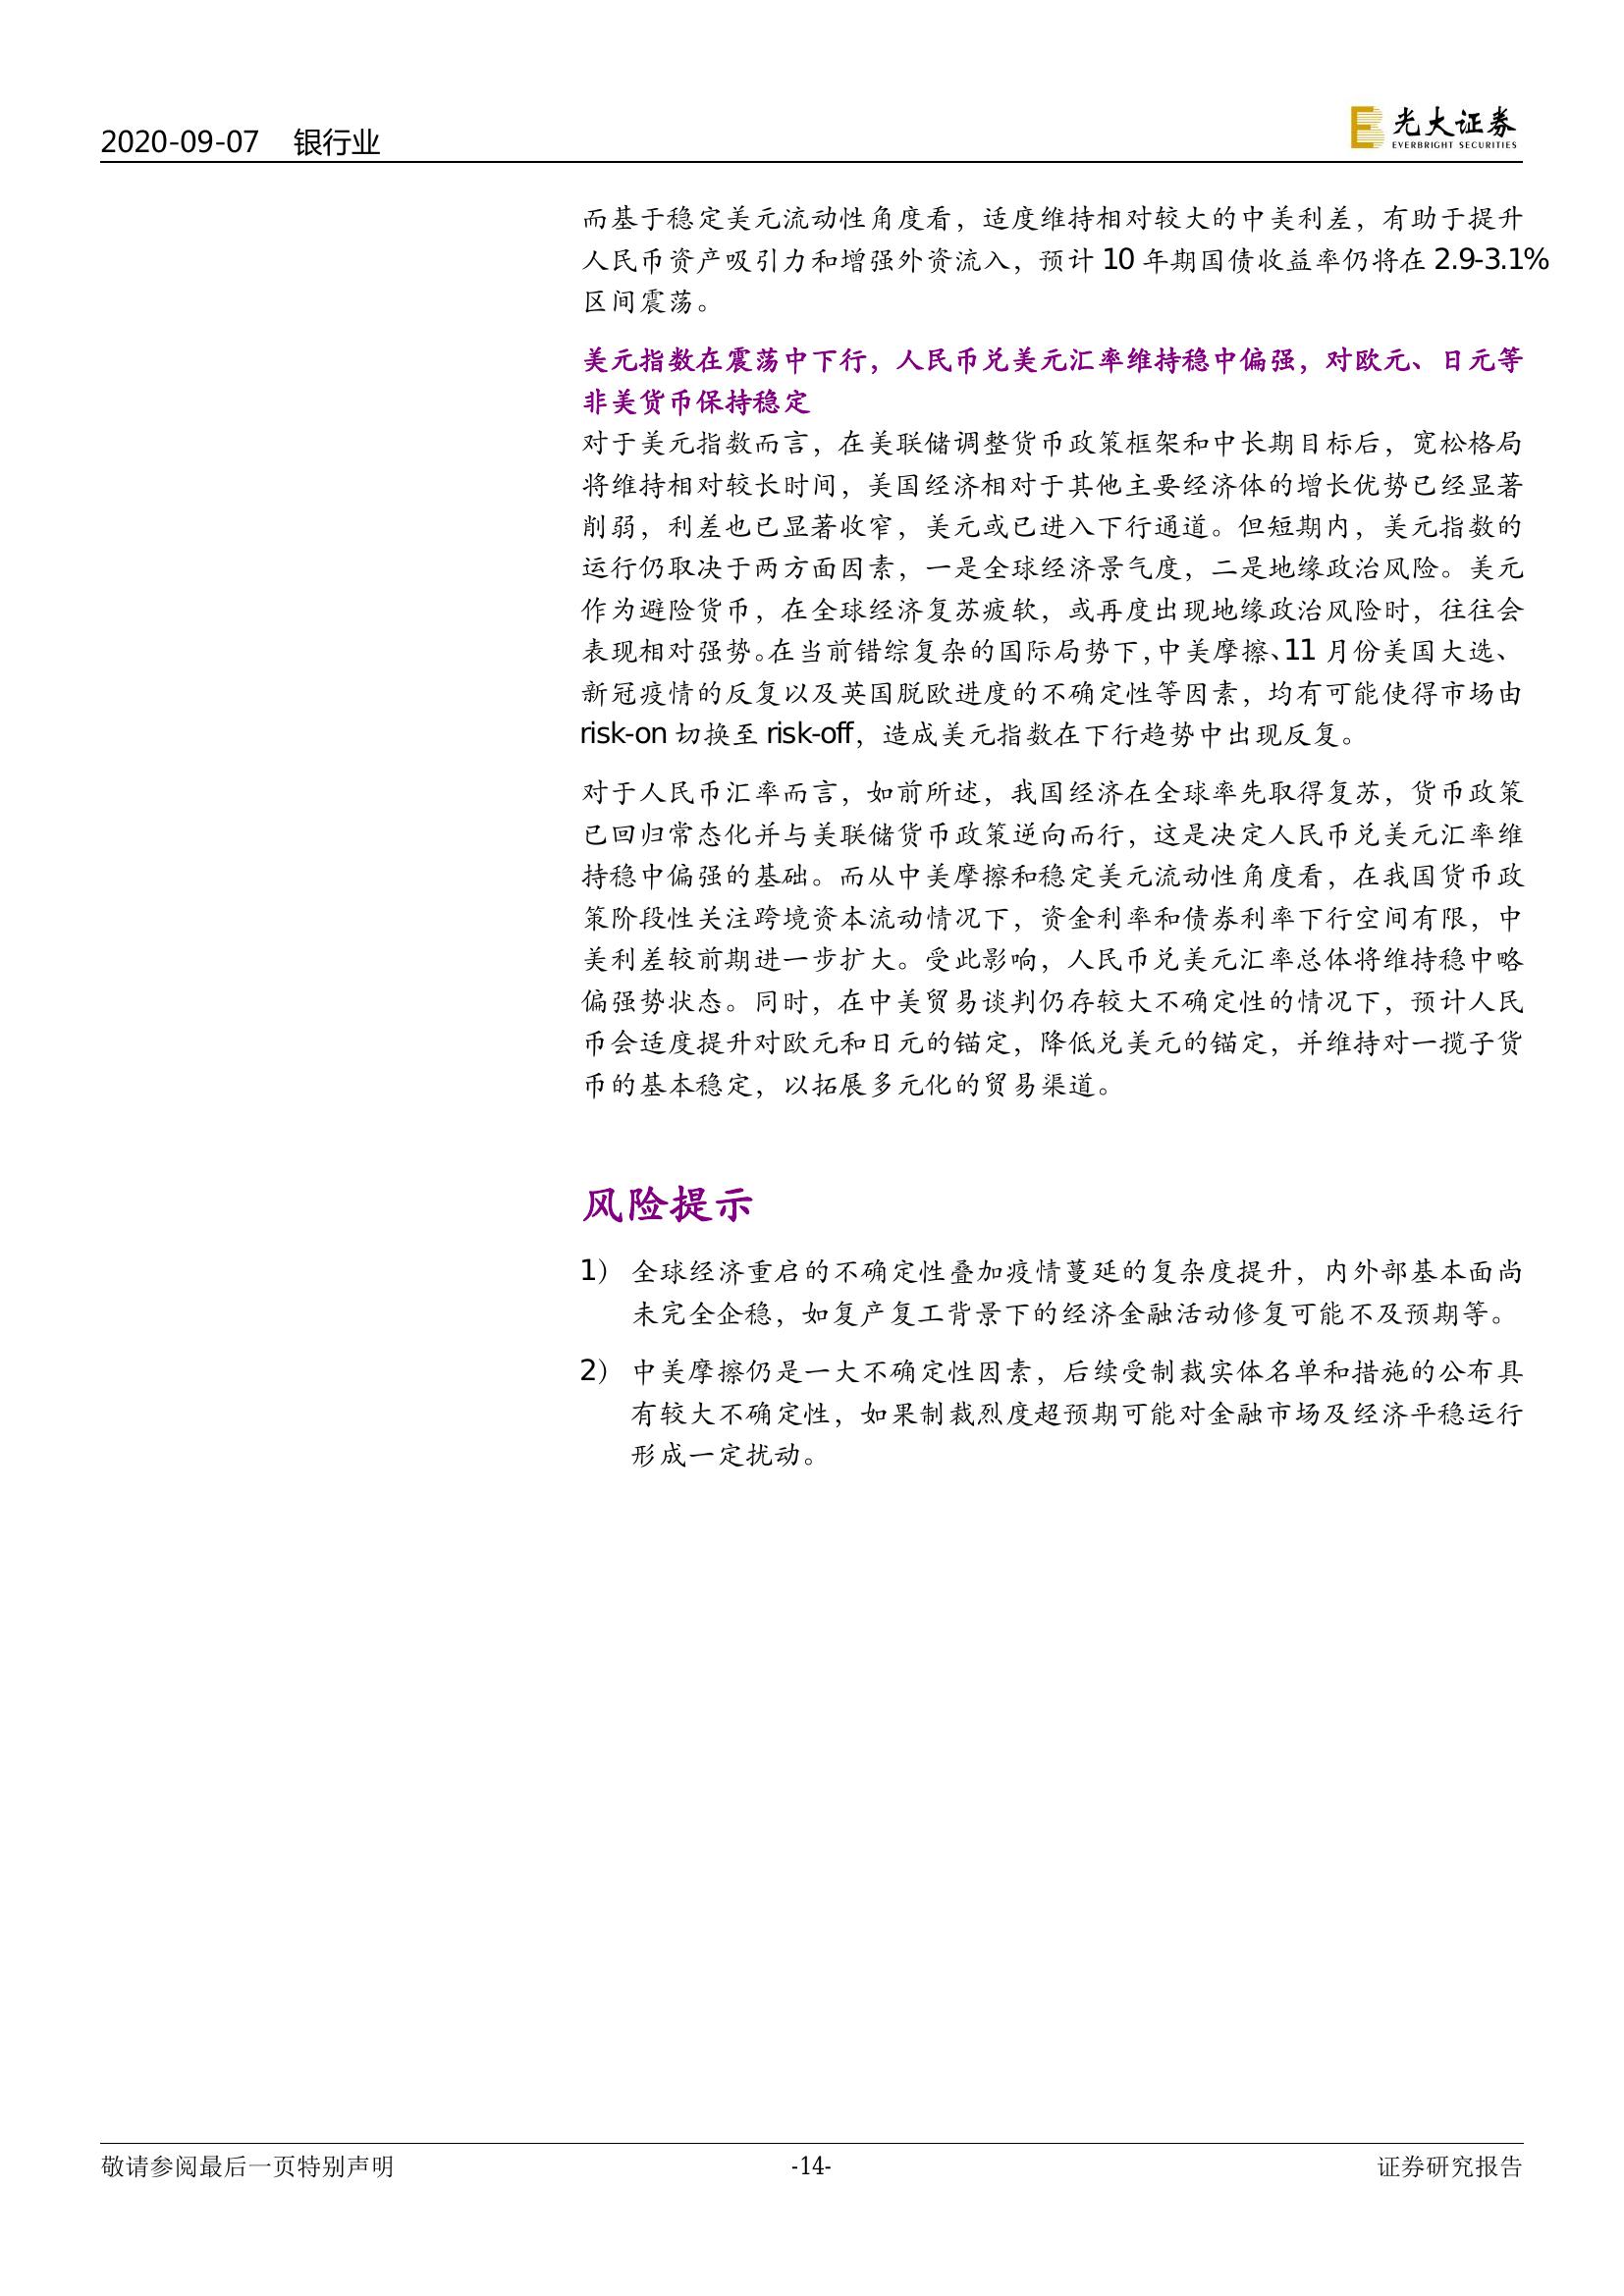 2020-09-07 银行业
光大证券
EVERBRIGHT SECURITIES
而基于稳定美元流动性角度看，适度维持相对较大的中美利差，有助于提升
人民币资产吸引力和增强外资流入，预计 10 年期国债收益率仍将在 2.9-3.1%
区间震荡。
美元指数在震荡中下行，人民币兑美元汇率维持稳中偏强，对欧元、日元等
非美货币保持稳定
对于美元指数而言，在美联储调整货币政策框架和中长期目标后，宽松格局
将维持相对较长时间，美国经济相对于其他主要经济体的增长优势已经显著
削弱，利差也已显著收窄，美元或已进入下行通道。但短期内，美元指数的
运行仍取决于两方面因素，一是全球经济景气度，二是地缘政治风险。美元
作为避险货币，在全球经济复苏疲软，或再度出现地缘政治风险时，往往会
表现相对强势。在当前错综复杂的国际局势下，中美摩擦、11 月份美国大选、
新冠疫情的反复以及英国脱欧进度的不确定性等因素，均有可能使得市场由
risk-on 切换至 risk-off，造成美元指数在下行趋势中出现反复。
对于人民币汇率而言，如前所述，我国经济在全球率先取得复苏，货币政策
已回归常态化并与美联储货币政策逆向而行，这是决定人民币兑美元汇率维
持稳中偏强的基础。而从中美摩擦和稳定美元流动性角度看，在我国货币政
策阶段性关注跨境资本流动情况下，资金利率和债券利率下行空间有限，中
美利差较前期进一步扩大。受此影响，人民币兑美元汇率总体将维持稳中略
偏强势状态。同时，在中美贸易谈判仍存较大不确定性的情况下，预计人民
币会适度提升对欧元和日元的锚定，降低兑美元的锚定，并维持对一揽子货
币的基本稳定，以拓展多元化的贸易渠道。
风险提示
1） 全球经济重启的不确定性叠加疫情蔓延的复杂度提升，内外部基本面尚
未完全企稳，如复产复工背景下的经济金融活动修复可能不及预期等。
2） 中美摩擦仍是一大不确定性因素，后续受制裁实体名单和措施的公布具
有较大不确定性，如果制裁烈度超预期可能对金融市场及经济平稳运行
形成一定扰动。
敬请参阅最后一页特别声明
-14-
证券研究报告